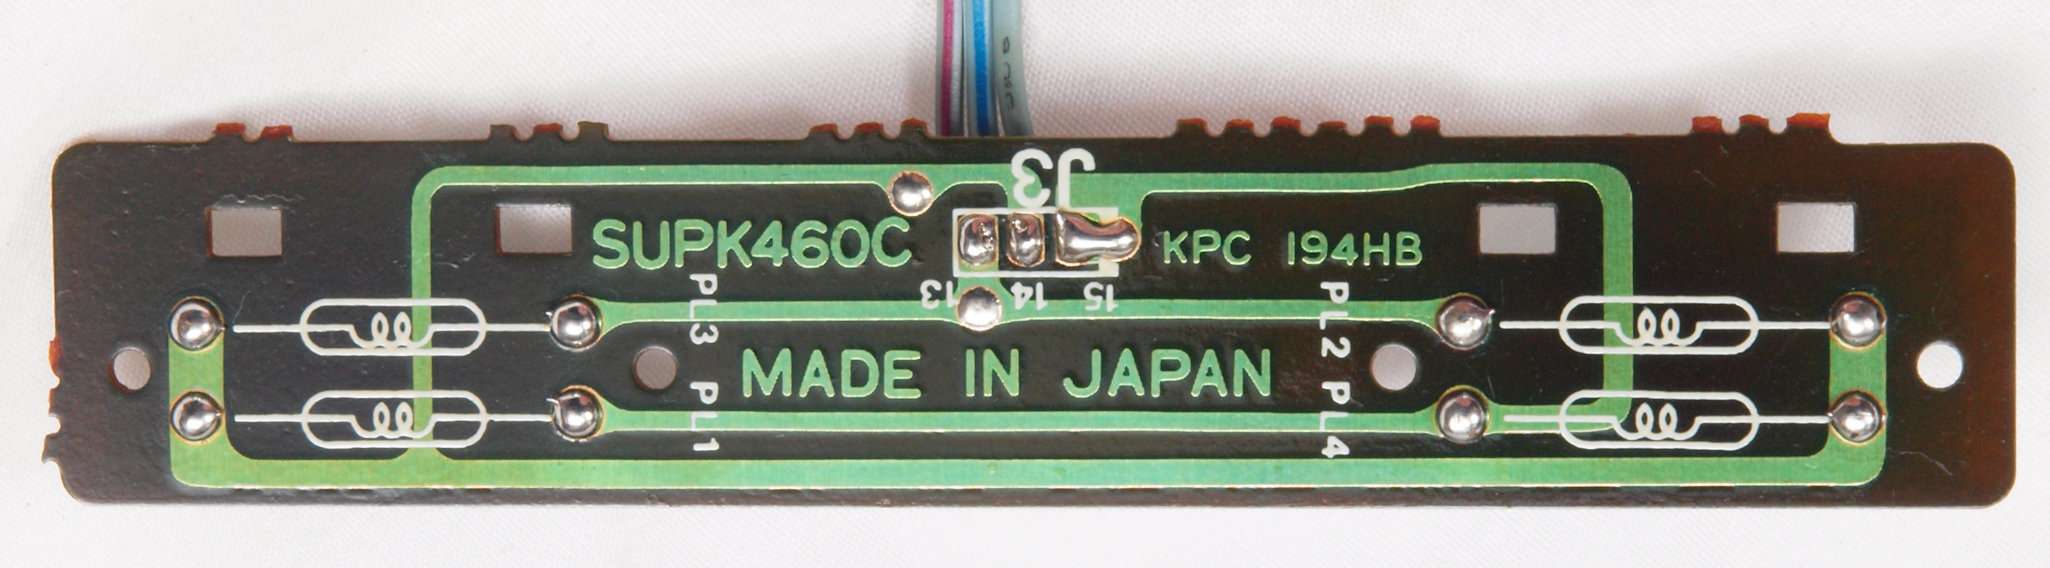 J3
SUPK460C
KPC 194HB
13 14 15
PL3
PL2
MADE IN JAPAN
PL1
PL4